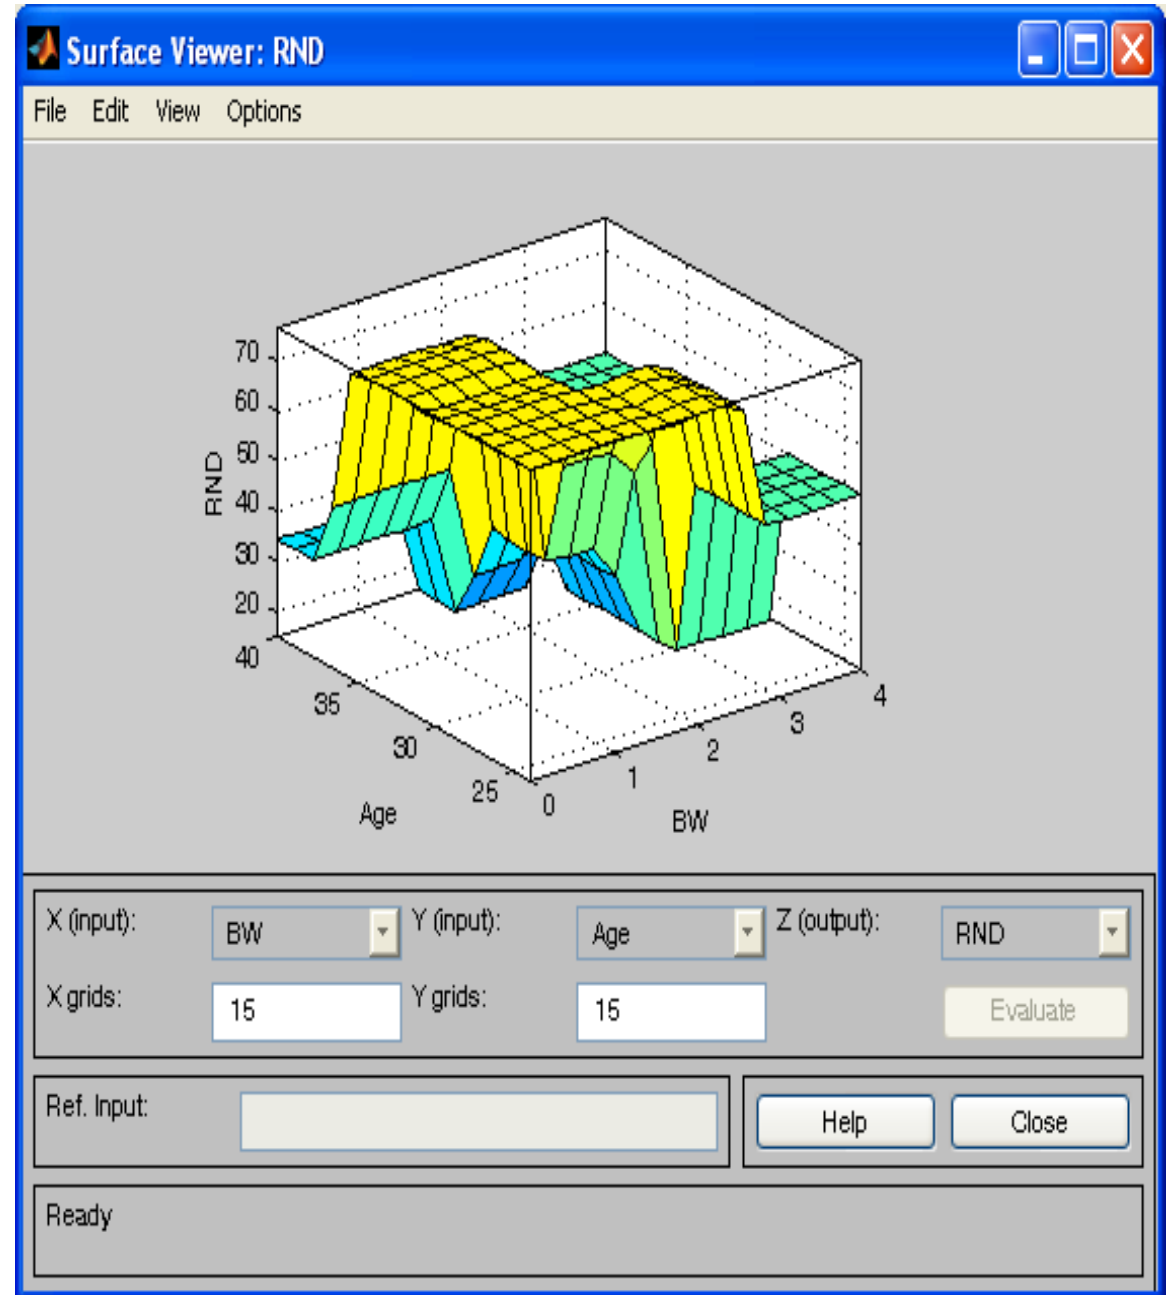 Surface Viewer: RND
File Edit View Options
70
60
50
40
30
20
RND
40
35
30
25
Age
0
1
2
3
4
BW
X (input): BW Y (input): Age Z (output): RND
X grids: 15 Y grids: 15 Evaluate
Ref. Input: Help Close
Ready